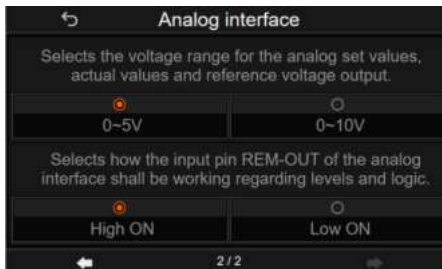 Analog interface
Selects the voltage range for the analog set values,
actual values and reference voltage output.
0~5V
0~10V
Selects how the input pin REM-OUT of the analog
interface shall be working regarding levels and logic.
High ON
Low ON
2/2